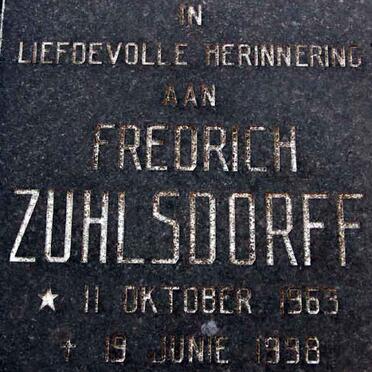 IN
LIEFDEVOLLE HERINNERING
AAN
FREDRICH
ZUHLSDORFF
★ 11 OKTOBER 1963
✝ 19 JUNIE 1998